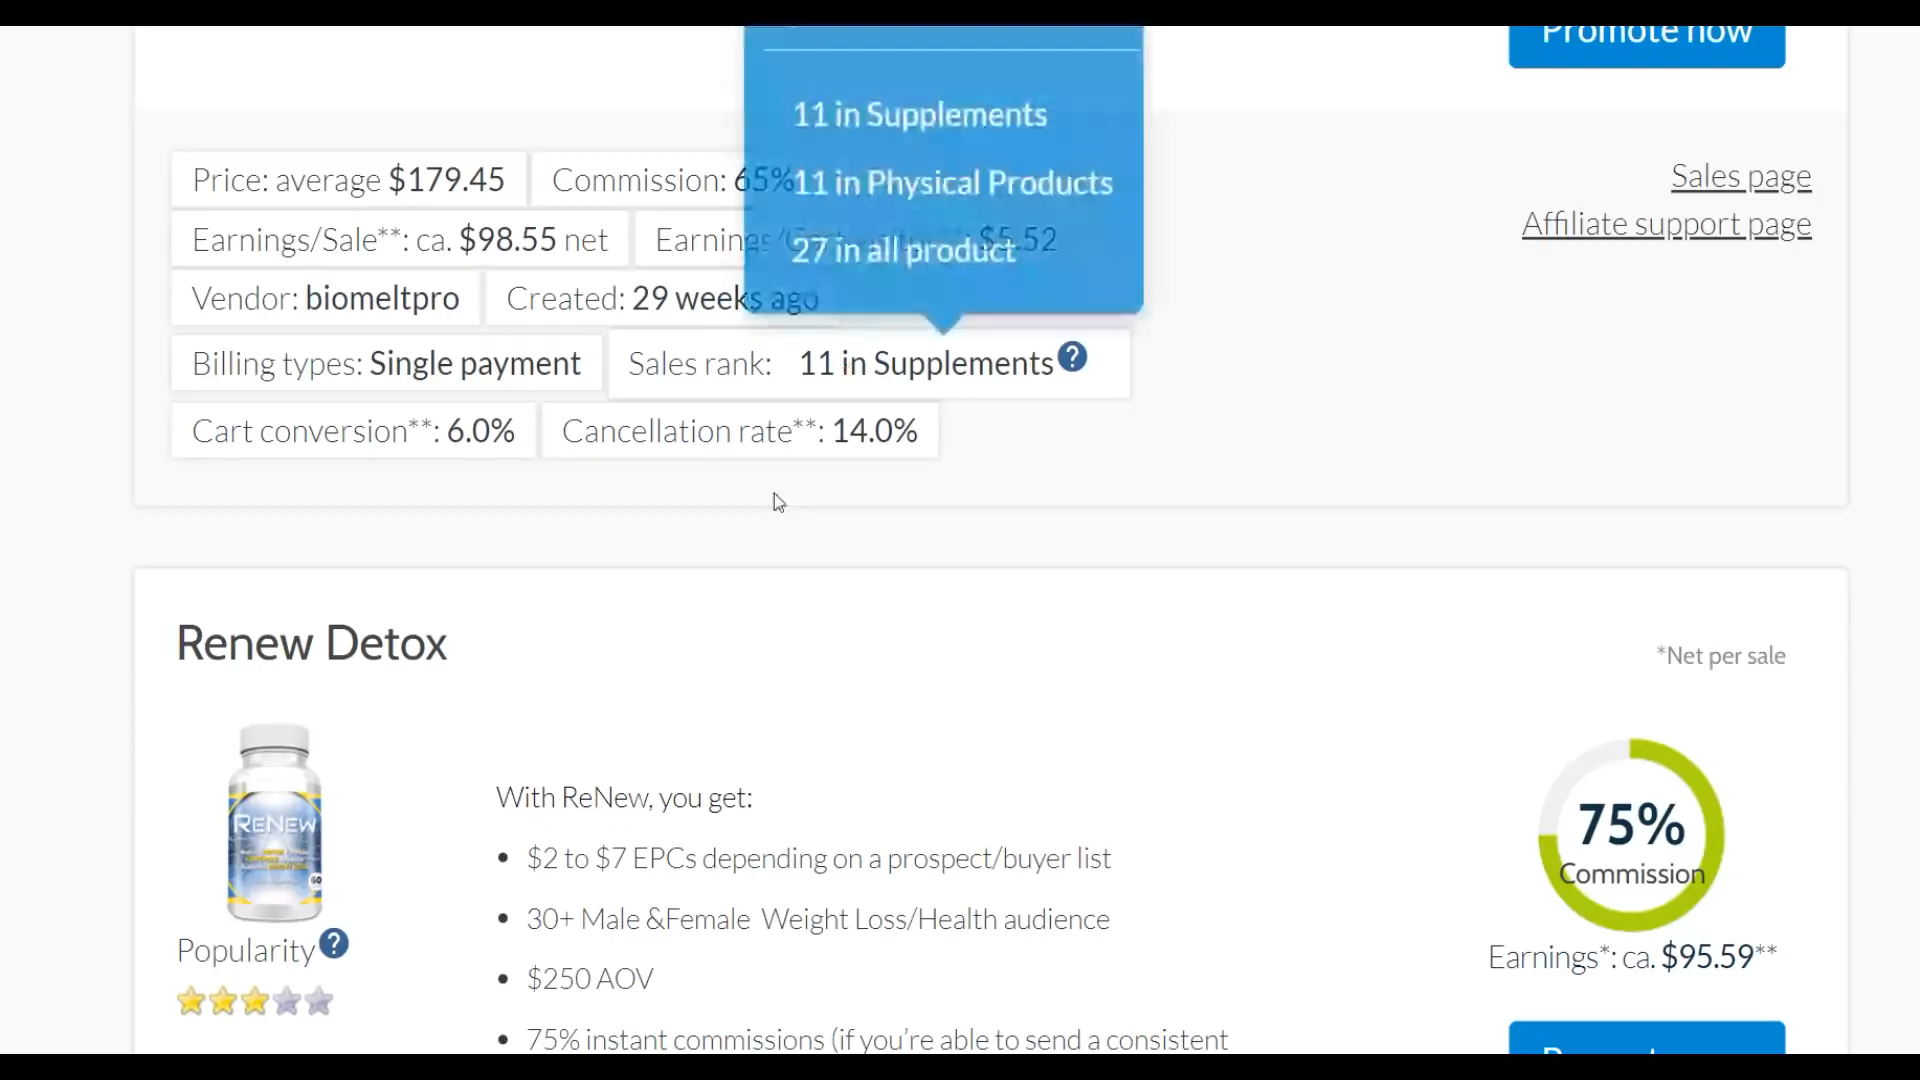 Promote now
11 in Supplements
11 in Physical Products
27 in all product
Price: average $179.45
Commission: 65%
Sales page
Earnings/Sale**: ca. $98.55 net
$5.52
Affiliate support page
Vendor: biomeltpro
Created: 29 weeks ago
Billing types: Single payment
Sales rank: 11 in Supplements ?
Cart conversion**: 6.0%
Cancellation rate**: 14.0%
Renew Detox
*Net per sale
With ReNew, you get:
• $2 to $7 EPCs depending on a prospect/buyer list
• 30+ Male &Female Weight Loss/Health audience
• $250 AOV
• 75% instant commissions (if you're able to send a consistent
RENEW
60
Popularity ?
75%
Commission
Earnings*: ca. $95.59**